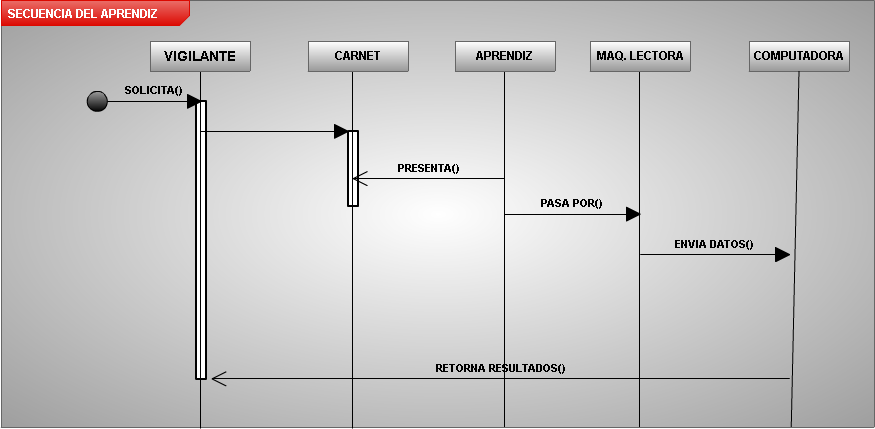 SECUENCIA DEL APRENDIZ
VIGILANTE
CARNET
APRENDIZ
MAQ. LECTORA
COMPUTADORA
SOLICITA()
PRESENTA()
PASA POR()
ENVIA DATOS()
RETORNA RESULTADOS()